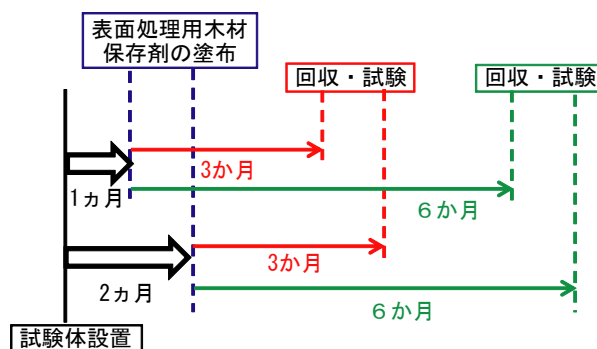 表面処理用木材
保存剤の塗布
回収・試験
回収・試験
3か月
1ヵ月
6か月
3か月
2ヵ月
6か月
試験体設置